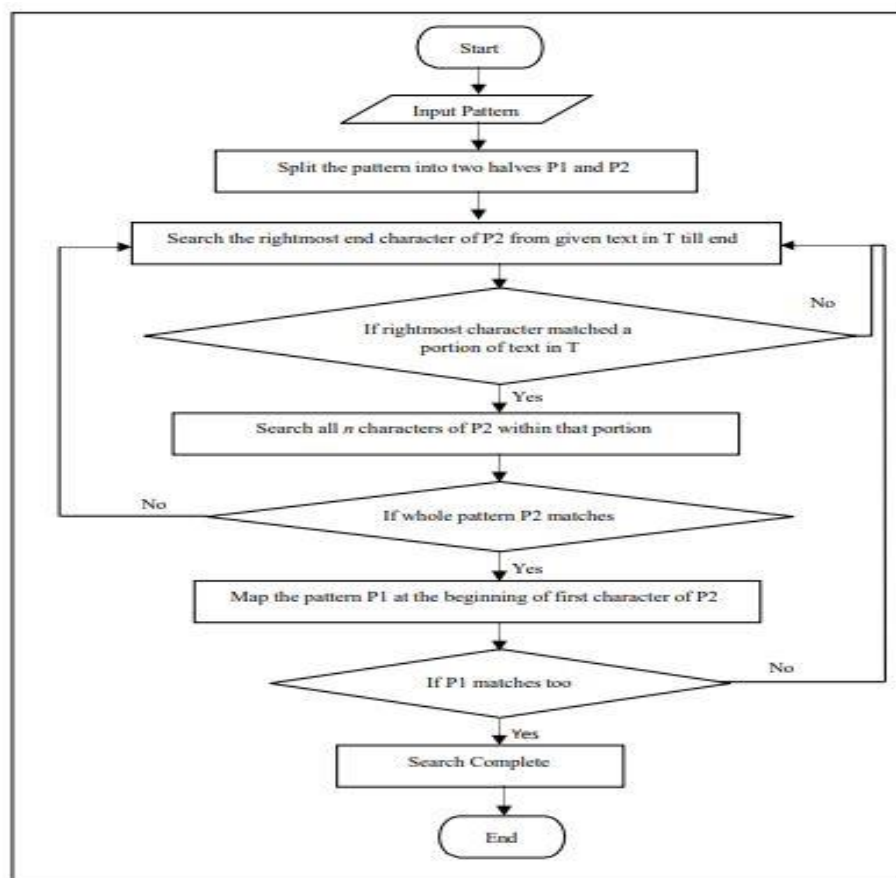 Start
Input Pattern
Split the pattern into two halves P1 and P2
Search the rightmost end character of P2 from given text in T till end
No
If rightmost character matched a
portion of text in T
Yes
Search all n characters of P2 within that portion
No
If whole pattern P2 matches
Yes
Map the pattern P1 at the beginning of first character of P2
No
If P1 matches too
Yes
Search Complete
End